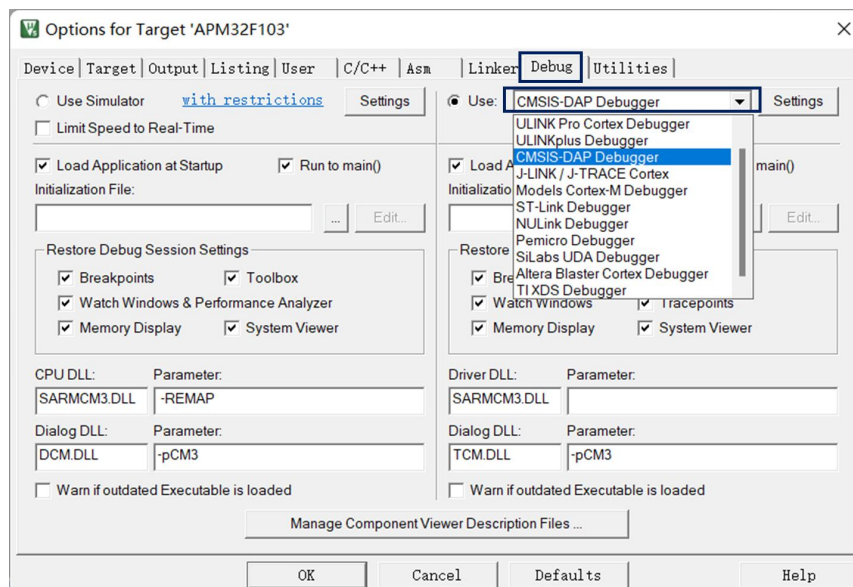 Options for Target 'APM32F103'
Device Target Output Listing User C/C++ Asm Linker Debug Utilities
Use Simulator with restrictions Settings
Use: CMSIS-DAP Debugger Settings
Limit Speed to Real-Time
ULINK Pro Cortex Debugger
ULINKplus Debugger
CMSIS-DAP Debugger
J-LINK / J-TRACE Cortex
Models Cortex-M Debugger
ST-Link Debugger
NULink Debugger
Pemicro Debugger
SiLabs UDA Debugger
Altera Blaster Cortex Debugger
TI XDS Debugger
Load Application at Startup Run to main()
Load A main()
Initialization File:
Initializatio
... Edit...
Edit...
Restore Debug Session Settings
Restore
Breakpoints Toolbox
Bre
Watch Windows & Performance Analyzer
Watch Windows Tracepoints
Memory Display System Viewer
Memory Display System Viewer
CPU DLL: Parameter:
SARMCM3.DLL -REMAP
Driver DLL: Parameter:
SARMCM3.DLL
Dialog DLL: Parameter:
DCM.DLL -pCM3
Dialog DLL: Parameter:
TCM.DLL -pCM3
Warn if outdated Executable is loaded
Warn if outdated Executable is loaded
Manage Component Viewer Description Files ...
OK Cancel Defaults Help